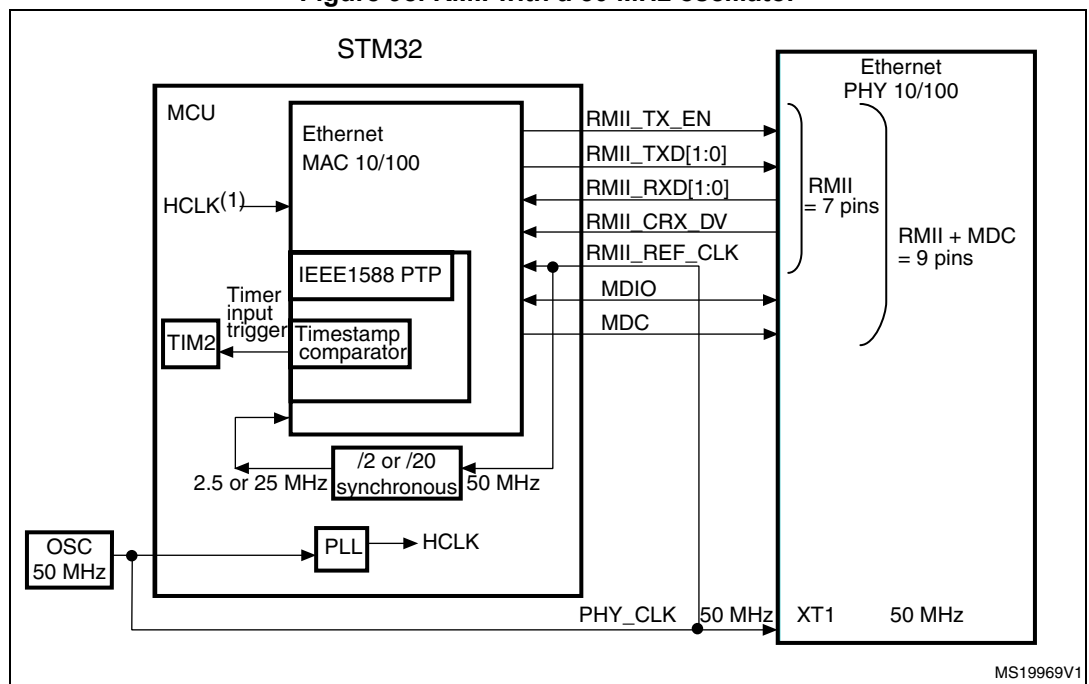 STM32
MCU
Ethernet
MAC 10/100
HCLK(1)
IEEE1588 PTP
Timer
input
trigger
TIM2
Timestamp
comparator
/2 or /20
synchronous
2.5 or 25 MHz
50 MHz
OSC
50 MHz
PLL
HCLK
RMII_TX_EN
RMII_TXD[1:0]
RMII_RXD[1:0]
RMII_CRX_DV
RMII_REF_CLK
MDIO
MDC
Ethernet
PHY 10/100
RMII
= 7 pins
RMII + MDC
= 9 pins
PHY_CLK
50 MHz
XT1
50 MHz
MS19969V1